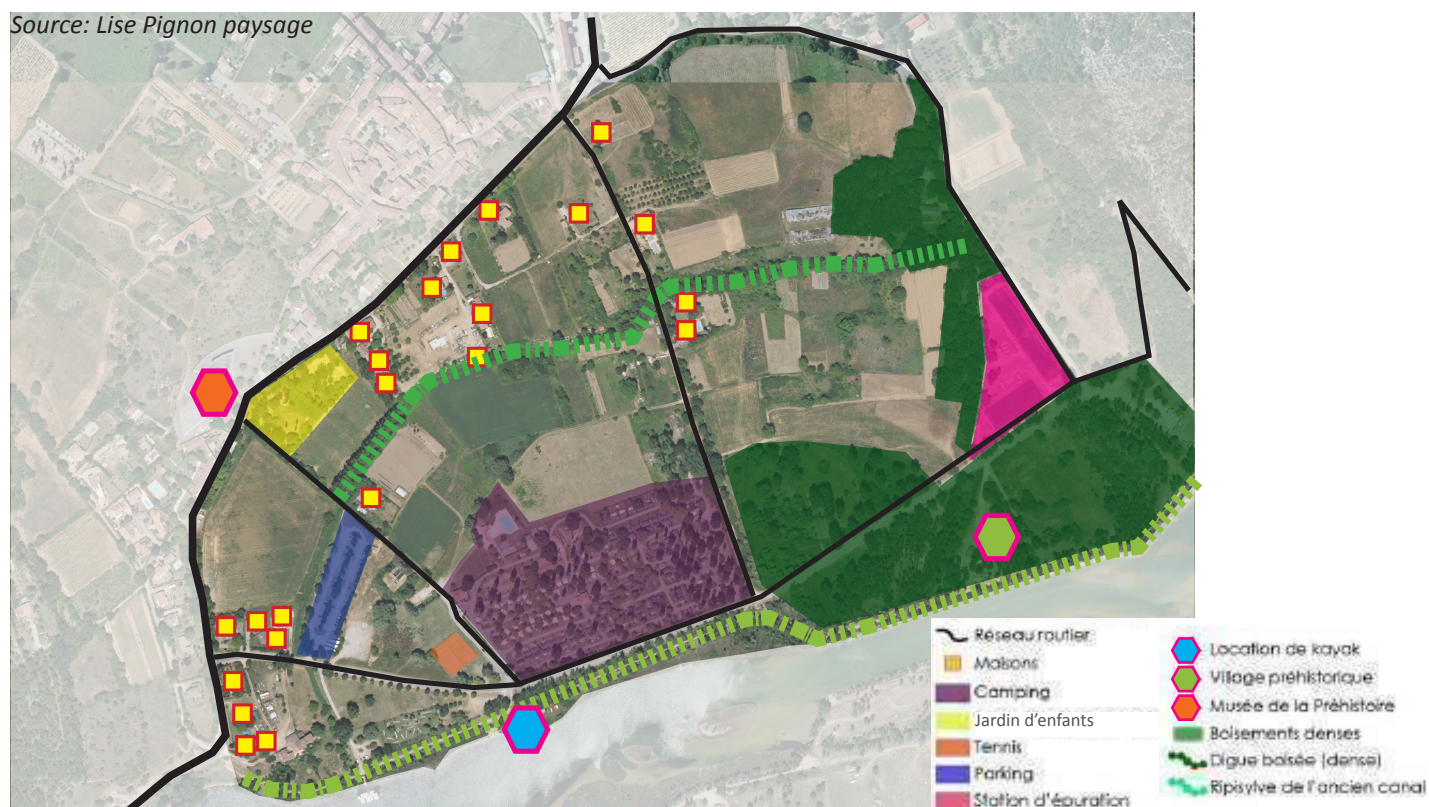 Source: Lise Pignon paysage
Réseau routier
Maisons
Camping
Jardin d'enfants
Tennis
Parking
Station d'épuration
Location de kayak
Village préhistorique
Musée de la Préhistoire
Boisements denses
Digue boisée (dense)
Ripisylve de l'ancien canal